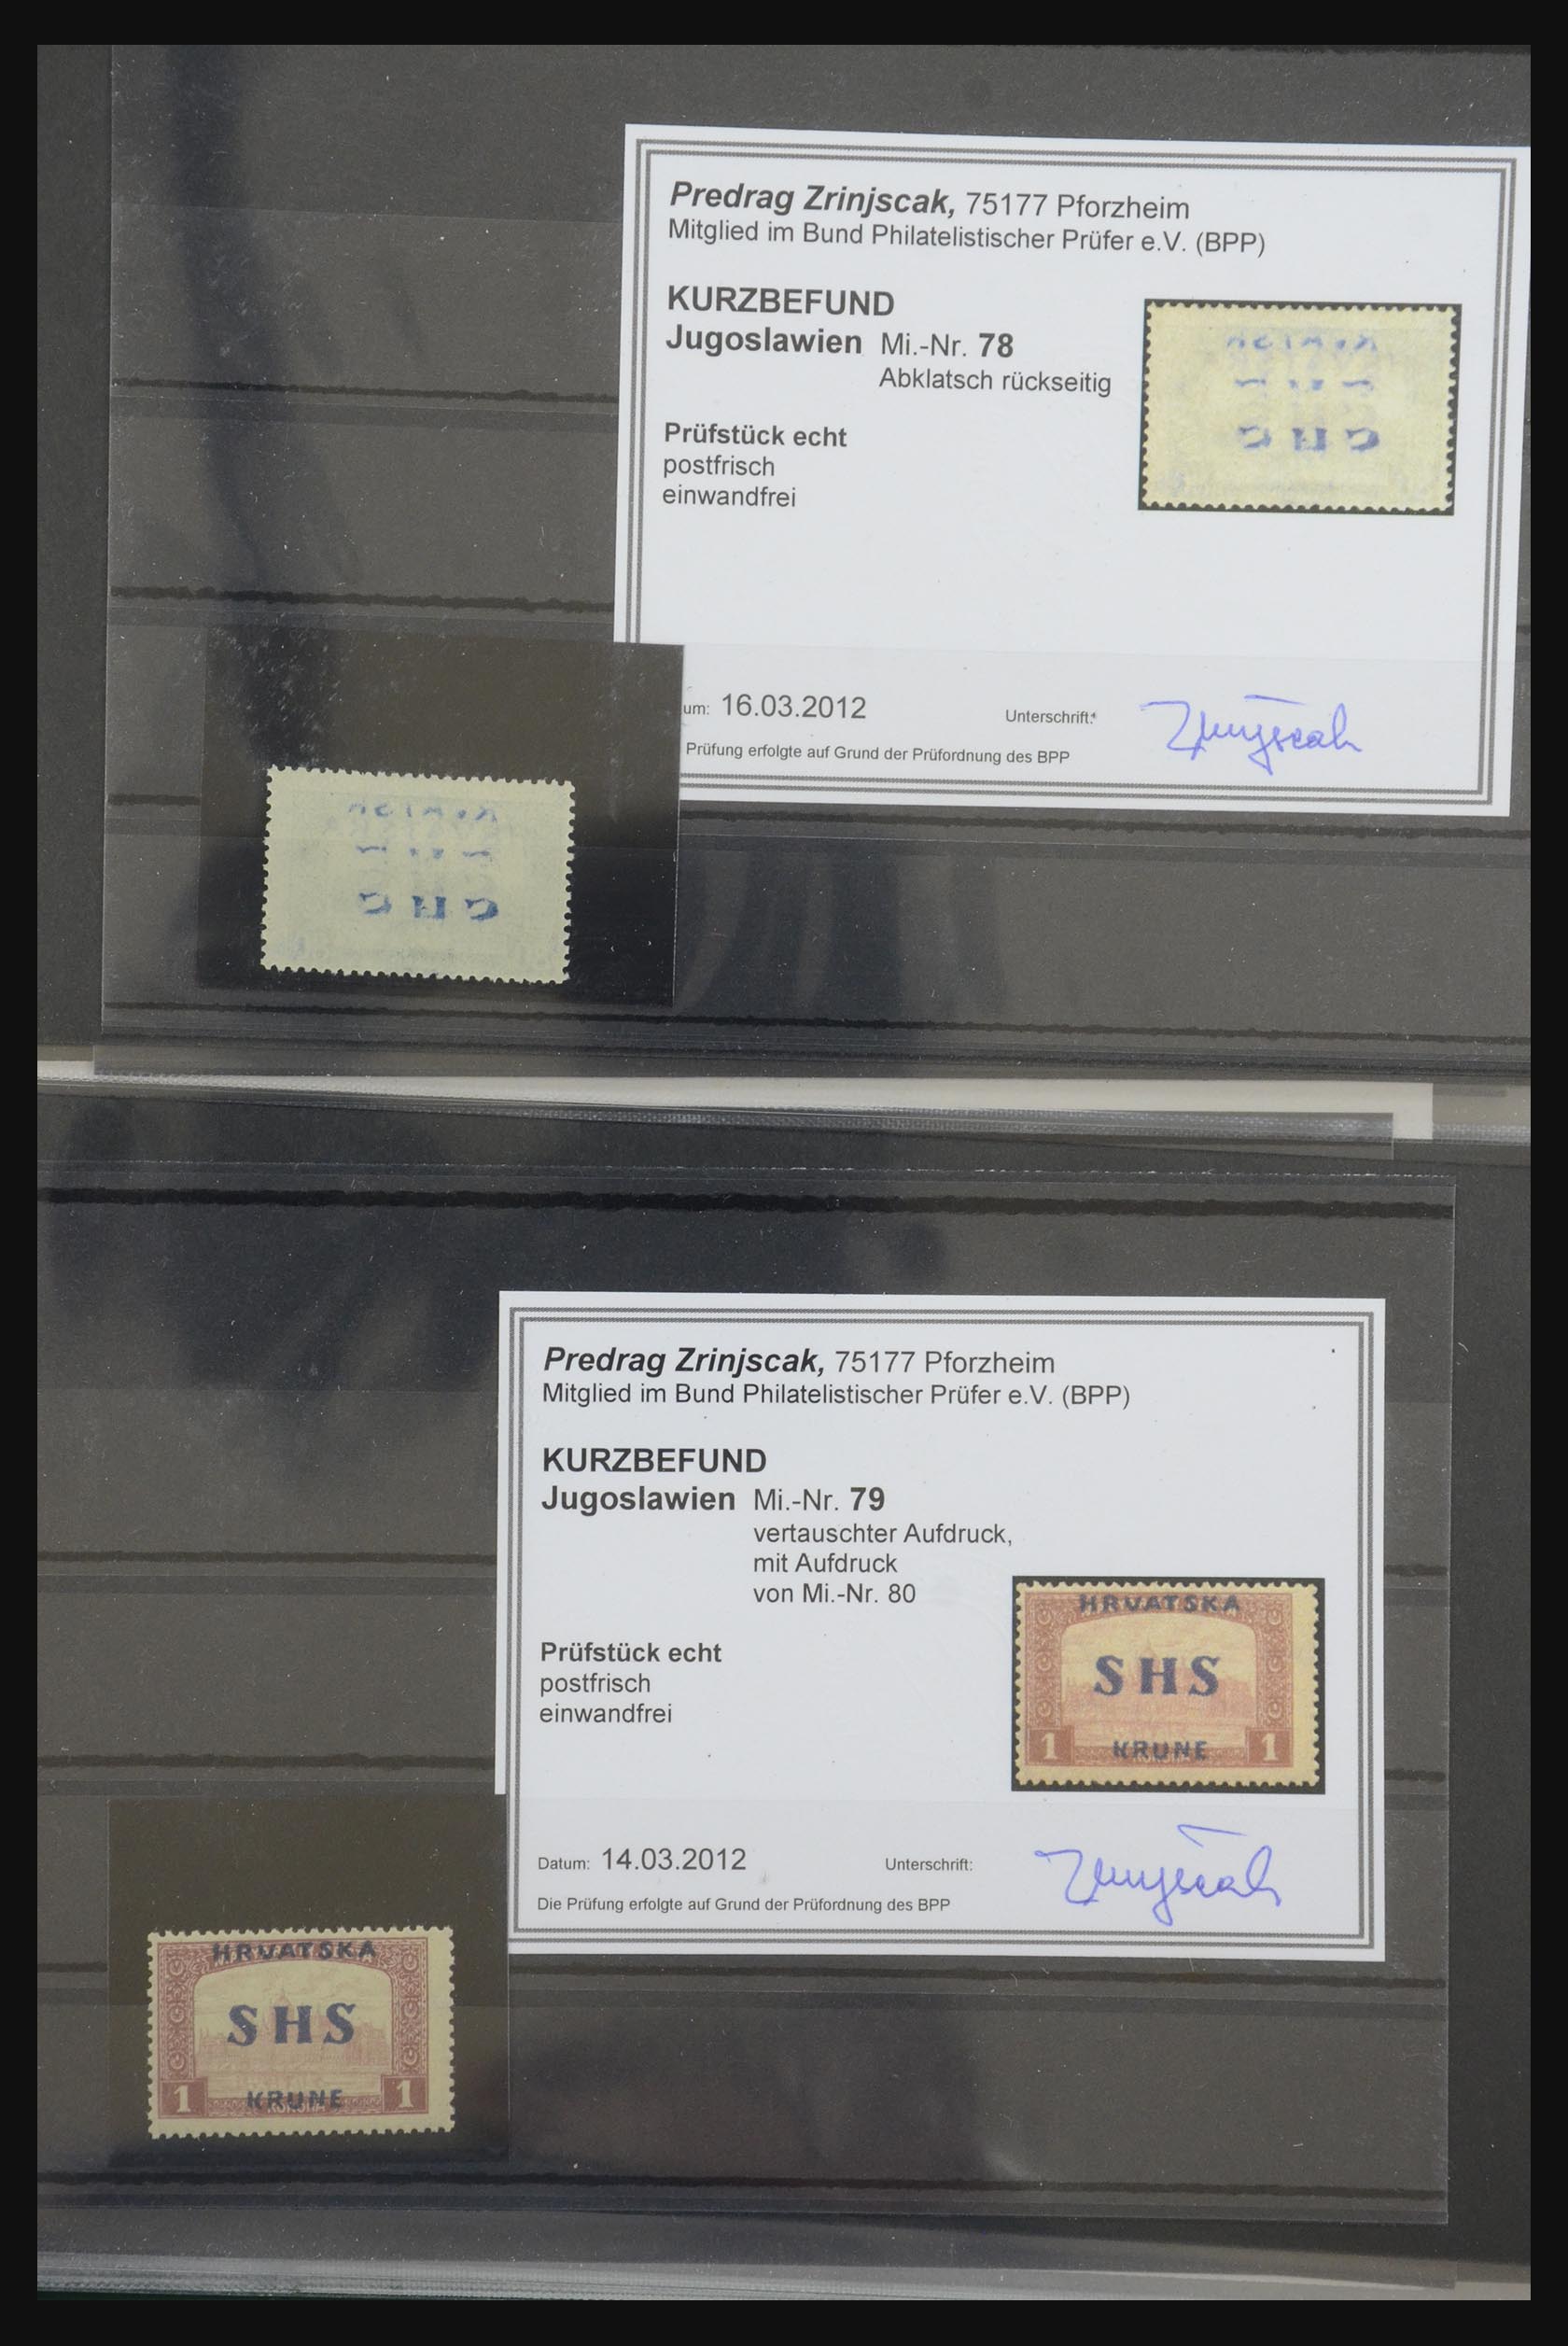 Predrag Zrinjscak, 75177 Pforzheim
Mitglied im Bund Philatelistischer Prüfer e.V. (BPP)
KURZBEFUND
Jugoslawien Mi.-Nr. 78
Abklatsch rückseitig
Prüfstück echt
postfrisch
einwandfrei
um: 16.03.2012 Unterschrift:
Prüfung erfolgte auf Grund der Prüfordnung des BPP
Predrag Zrinjscak, 75177 Pforzheim
Mitglied im Bund Philatelistischer Prüfer e.V. (BPP)
KURZBEFUND
Jugoslawien Mi.-Nr. 79
vertauschter Aufdruck,
mit Aufdruck
von Mi.-Nr. 80
Prüfstück echt
postfrisch
einwandfrei
HRVATSKA
SHS
1 KRUNE 1
Datum: 14.03.2012 Unterschrift:
Die Prüfung erfolgte auf Grund der Prüfordnung des BPP
HRVATSKA
SHS
1 KRUNE 1
KORONA